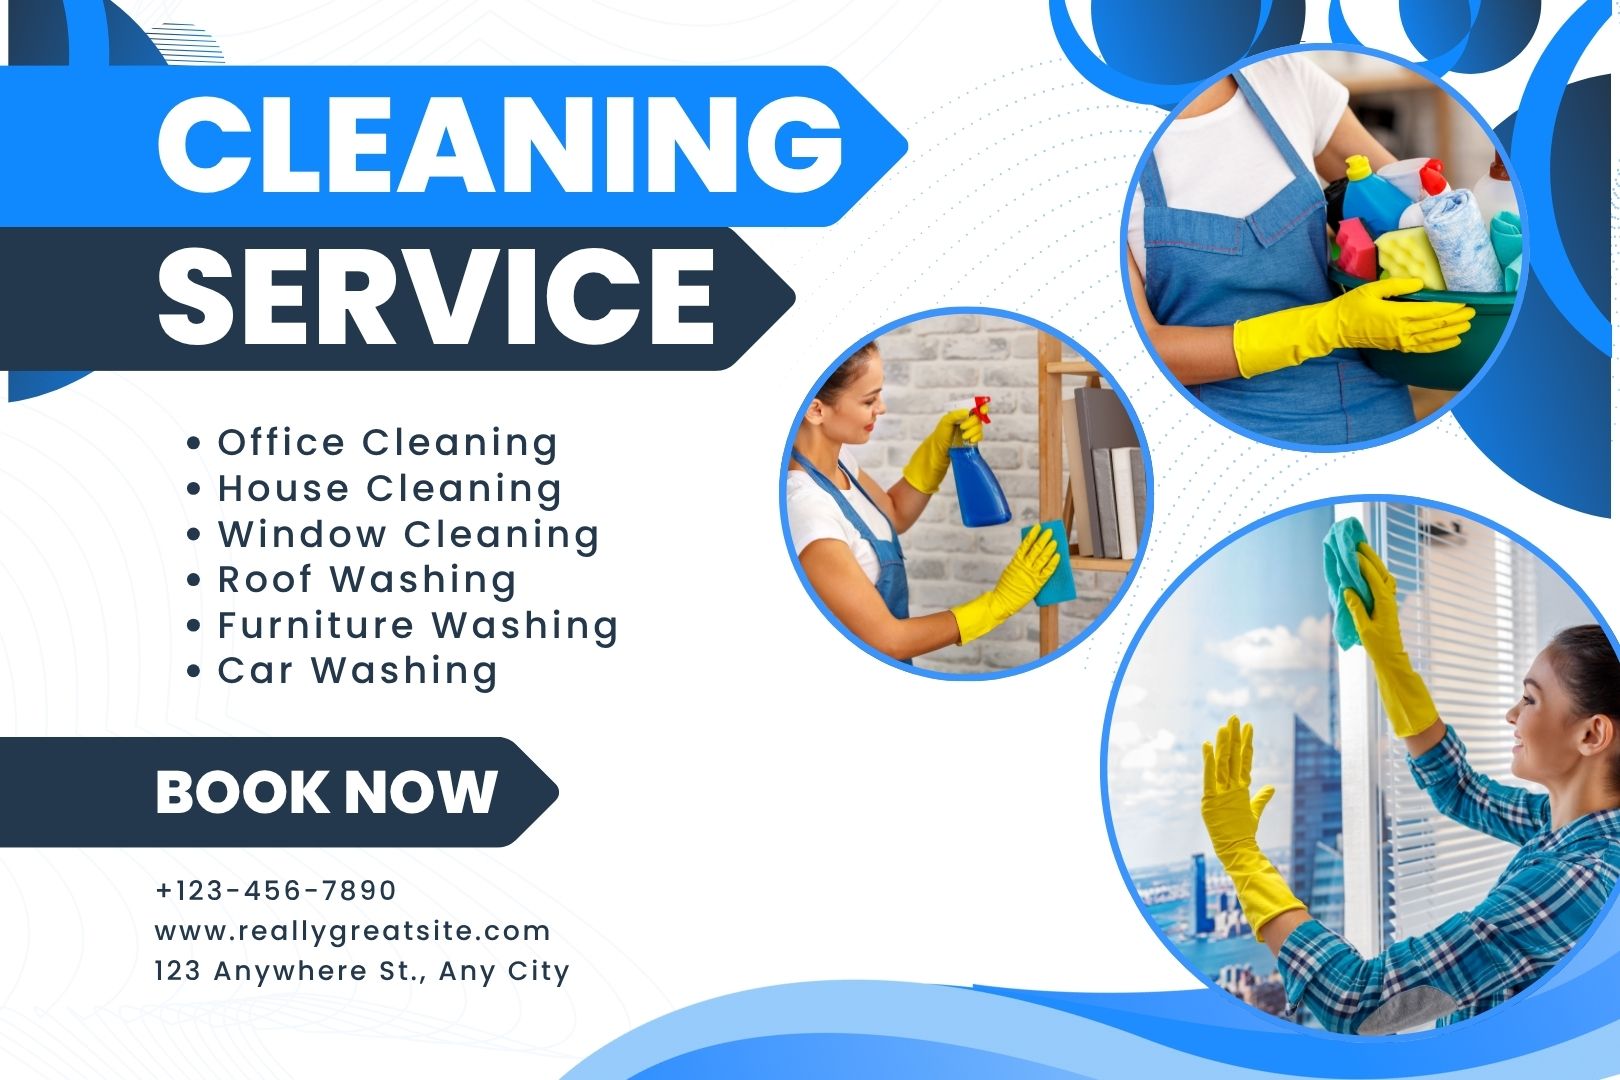 CLEANING
SERVICE
• Office Cleaning
• House Cleaning
• Window Cleaning
• Roof Washing
• Furniture Washing
• Car Washing
BOOK NOW
+123-456-7890
www.reallygreatsite.com
123 Anywhere St., Any City